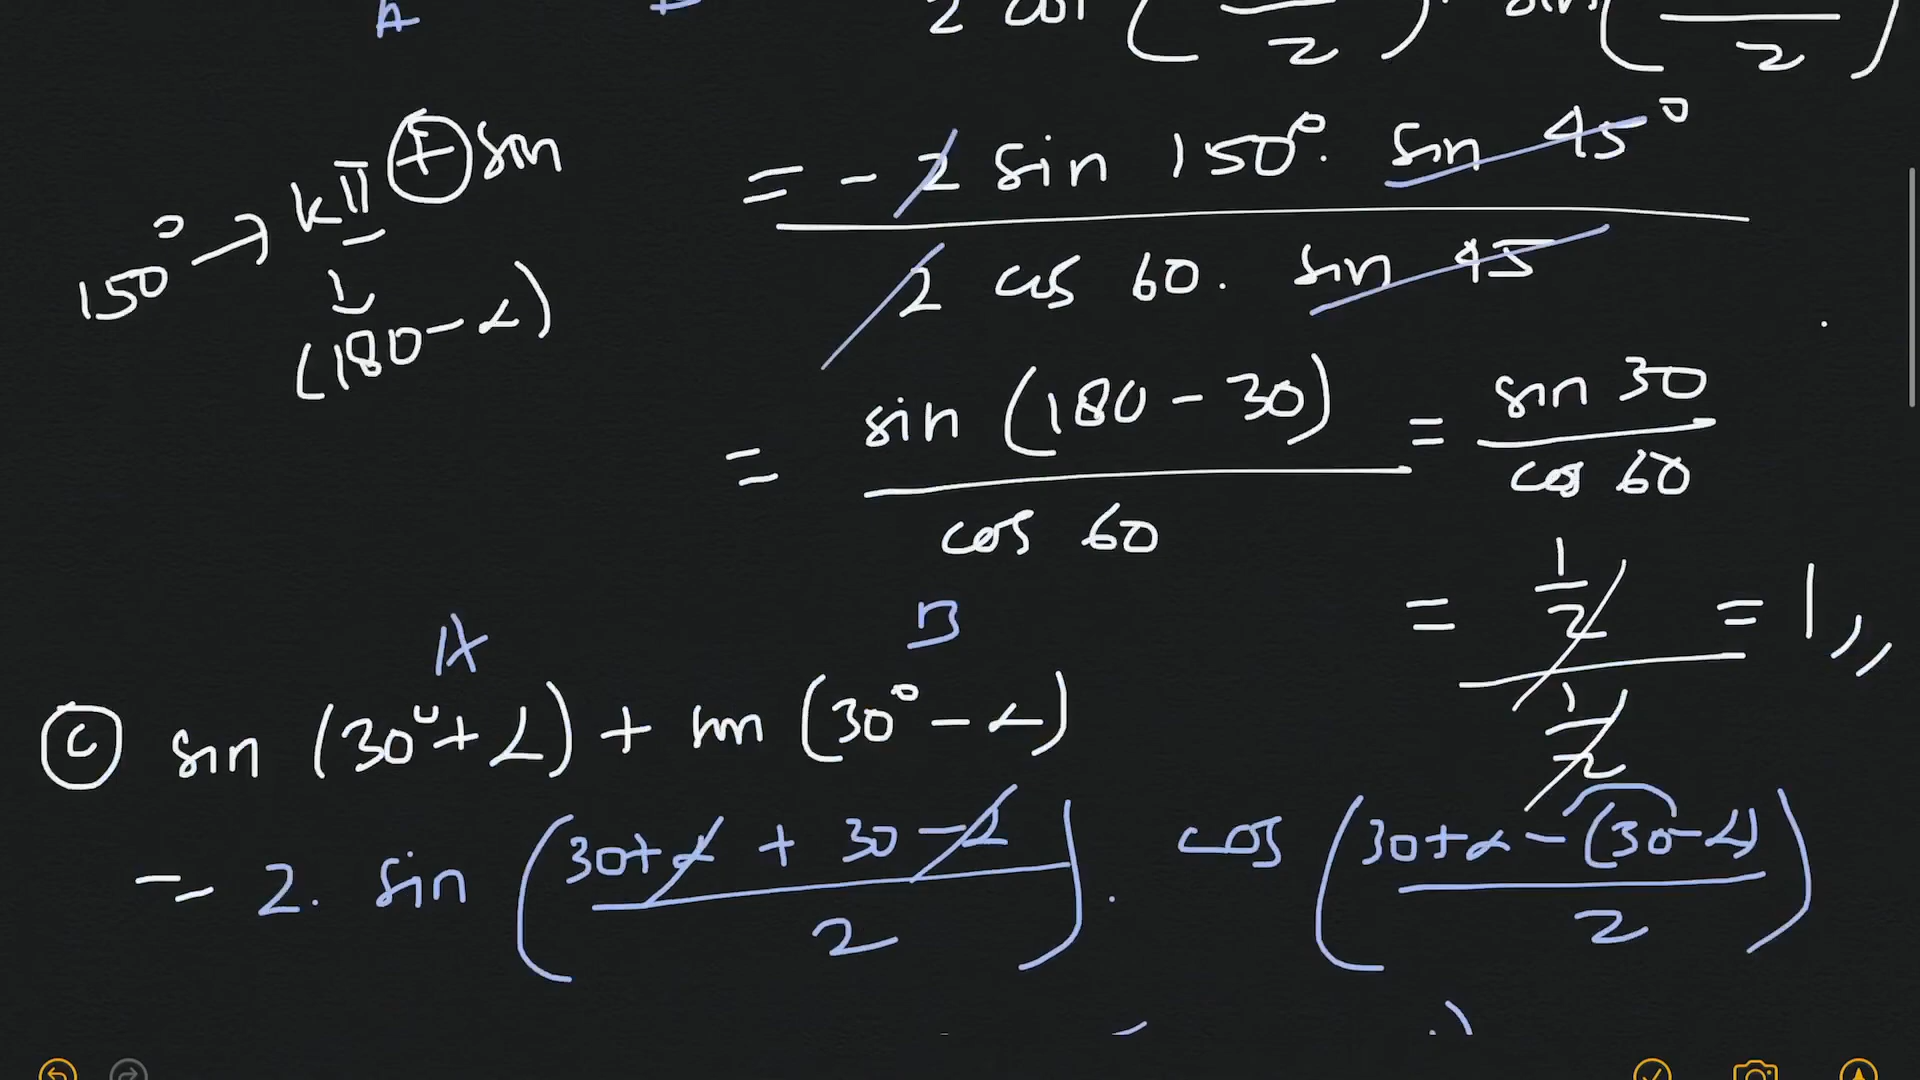 A
2 cos ( /2 ) . sin ( /2 )
150° → k II (+) sin
↓
(180 - α)
= - 2 sin 150° . sin 45°
2 cos 60 . sin 45
= sin (180 - 30) / cos 60 = sin 30 / cos 60
= 1/2 / 1/2 = 1,,
A B
(c) sin (30° + α) + sin (30° - α)
= 2 . sin ( 30 + α + 30 - α / 2 ) . cos ( 30 + α - (30 - α) / 2 )